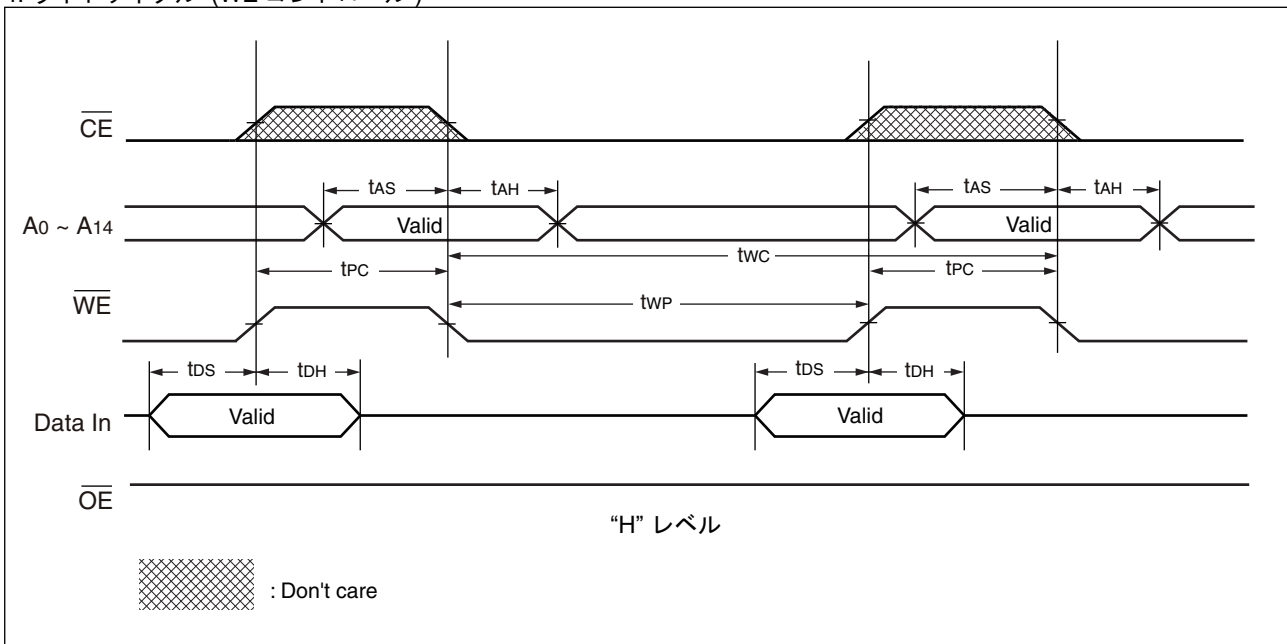 CE
tAS tAH tAS tAH
A0 ~ A14 Valid Valid
tWC
tPC tPC
WE
tWP
tDS tDH tDS tDH
Data In Valid Valid
OE
“H” レベル
: Don't care